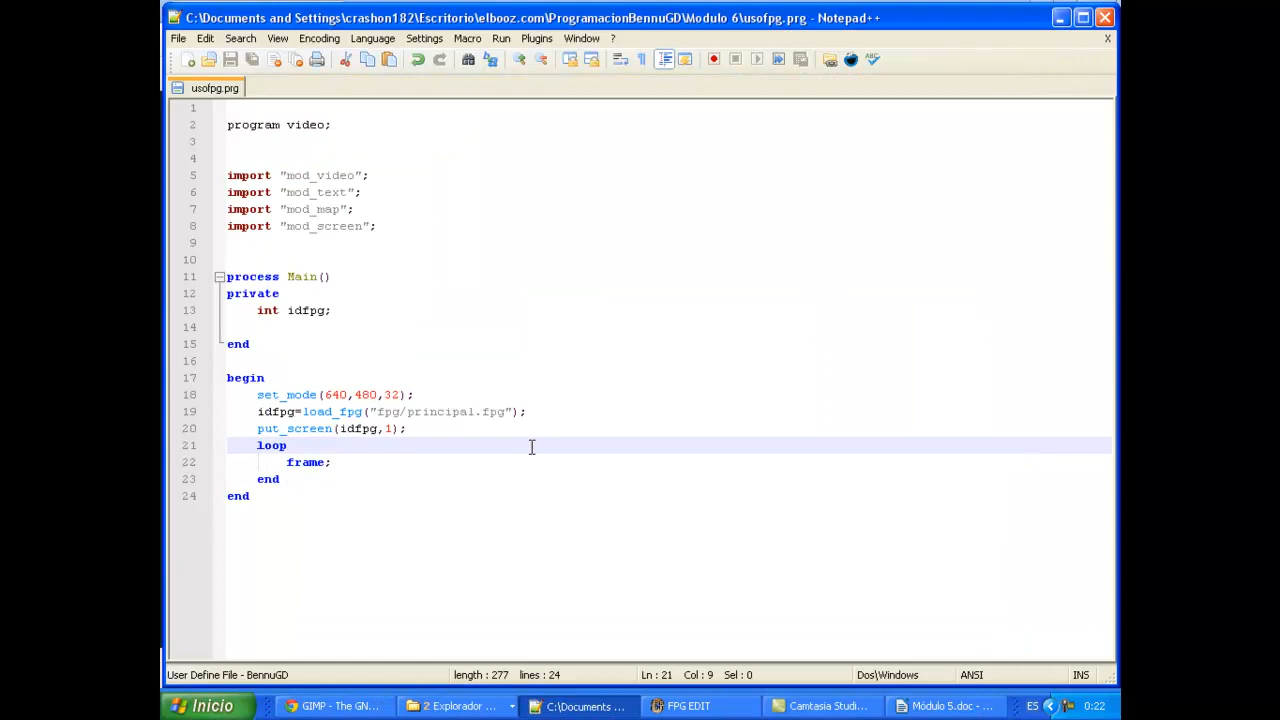 C:\Documents and Settings\crashon182\Escritorio\elbooz.com\ProgramacionBennuGD\Modulo 6\usofpg.prg - Notepad++
File Edit Search View Encoding Language Settings Macro Run Plugins Window ? X
usofpg.prg
1
2 program video;
3
4
5 import "mod_video";
6 import "mod_text";
7 import "mod_map";
8 import "mod_screen";
9
10
11 process Main()
12 private
13 int idfpg;
14
15 end
16
17 begin
18 set_mode(640,480,32);
19 idfpg=load_fpg("fpg/principal.fpg");
20 put_screen(idfpg,1);
21 loop
22 frame;
23 end
24 end
User Define File - BennuGD length : 277 lines : 24 Ln : 21 Col : 9 Sel : 0 Dos\Windows ANSI INS
Inicio GIMP - The GN... 2 Explorador ... C:\Documents ... FPG EDIT Camtasia Studi... Módulo 5.doc - ... ES 0:22